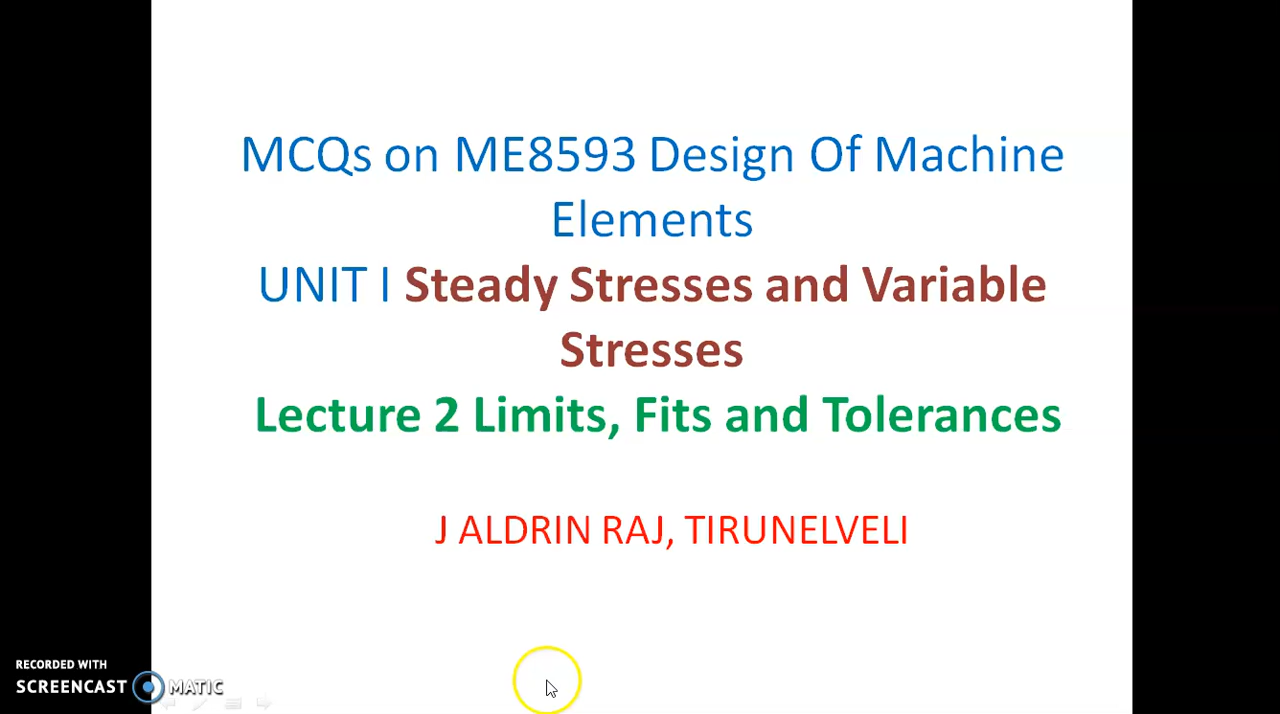 MCQs on ME8593 Design Of Machine
Elements
UNIT I Steady Stresses and Variable
Stresses
Lecture 2 Limits, Fits and Tolerances
J ALDRIN RAJ, TIRUNELVELI
RECORDED WITH
SCREENCAST MATIC